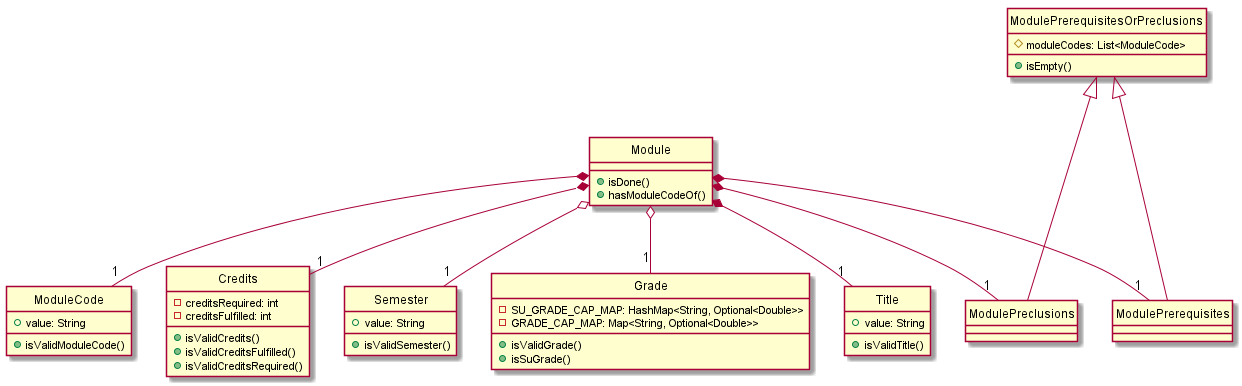 ModulePrerequisitesOrPreclusions
moduleCodes: List<ModuleCode>
isEmpty()
Module
isDone()
hasModuleCodeOf()
1
1
1
1
1
1
1
ModuleCode
value: String
isValidModuleCode()
Credits
creditsRequired: int
creditsFulfilled: int
isValidCredits()
isValidCreditsFulfilled()
isValidCreditsRequired()
Semester
value: String
isValidSemester()
Grade
SU_GRADE_CAP_MAP: HashMap<String, Optional<Double>>
GRADE_CAP_MAP: Map<String, Optional<Double>>
isValidGrade()
isSuGrade()
Title
value: String
isValidTitle()
ModulePreclusions
ModulePrerequisites